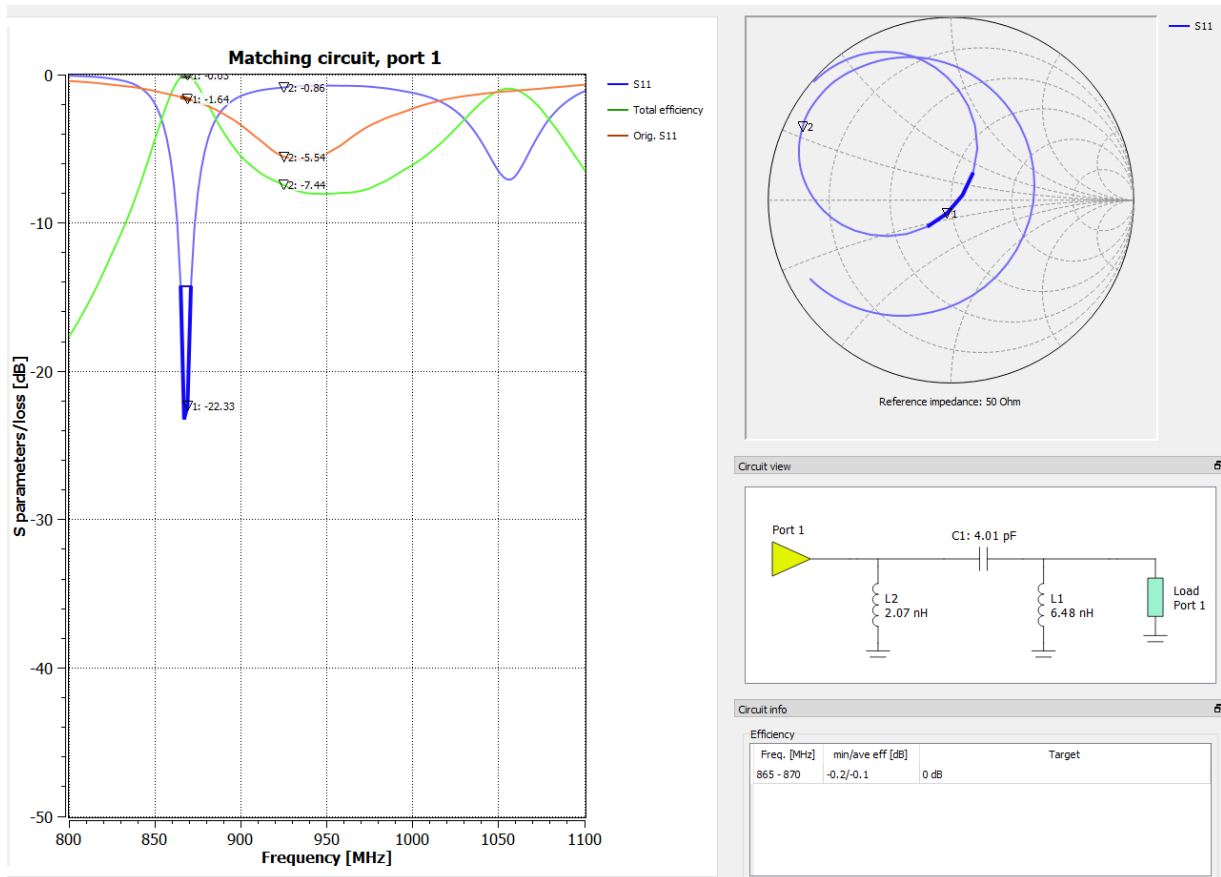 Matching circuit, port 1
S parameters/loss [dB]
0
-10
-20
-30
-40
-50
1: -0.03
1: -1.64
2: -0.86
2: -5.54
2: -7.44
1: -22.33
800
850
900
950
1000
1050
1100
Frequency [MHz]
S11
Total efficiency
Orig. S11
S11
2
1
Reference impedance: 50 Ohm
Circuit view
Port 1
C1: 4.01 pF
L2
2.07 nH
L1
6.48 nH
Load
Port 1
Circuit info
Efficiency
Freq. [MHz] min/ave eff [dB] Target
865 - 870 -0.2/-0.1 0 dB